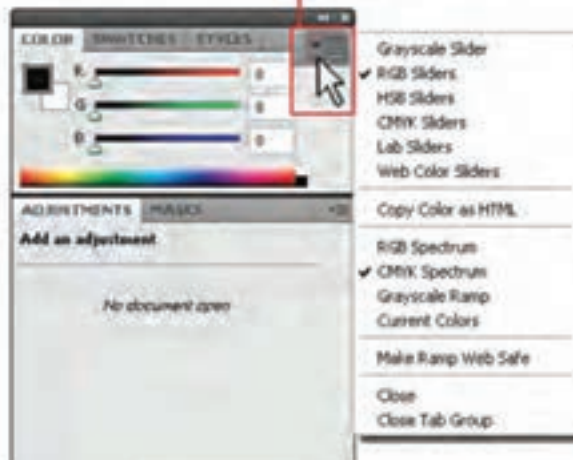 COLOR SWATCHES STYLES
R 0
G 0
B 0
ADJUSTMENTS MASKS
Add an adjustment
No document open
Grayscale Slider
✔ RGB Sliders
HSB Sliders
CMYK Sliders
Lab Sliders
Web Color Sliders
Copy Color as HTML
RGB Spectrum
✔ CMYK Spectrum
Grayscale Ramp
Current Colors
Make Ramp Web Safe
Close
Close Tab Group